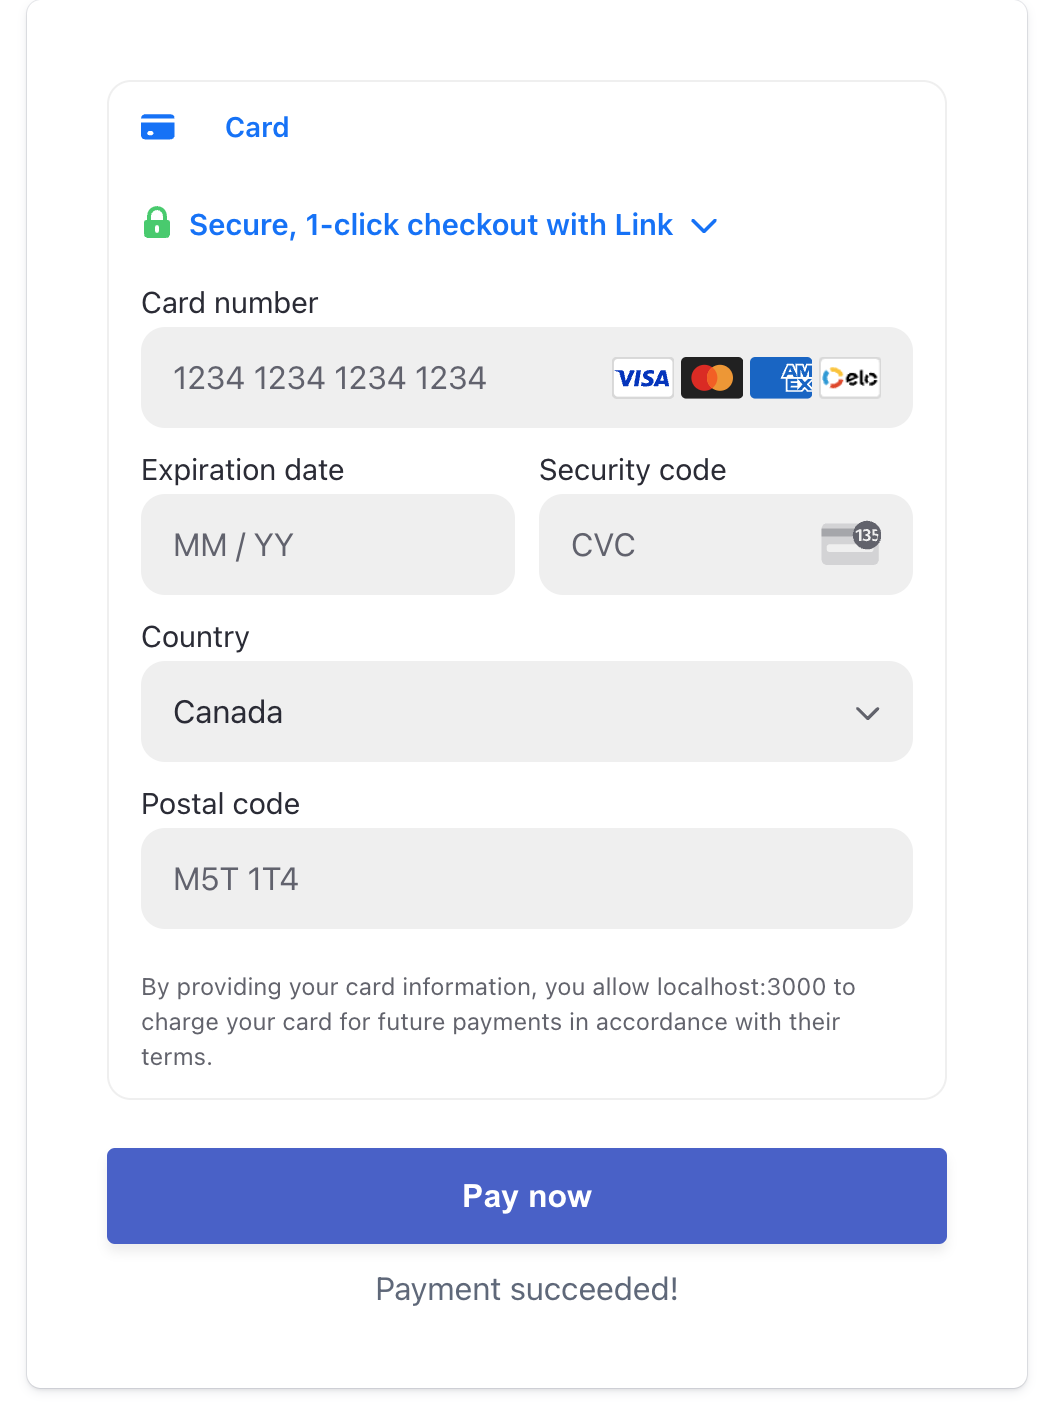 Card
Secure, 1-click checkout with Link
Card number
1234 1234 1234 1234 VISA AM EX elo
Expiration date Security code
MM / YY CVC 135
Country
Canada
Postal code
M5T 1T4
By providing your card information, you allow localhost:3000 to
charge your card for future payments in accordance with their
terms.
Pay now
Payment succeeded!